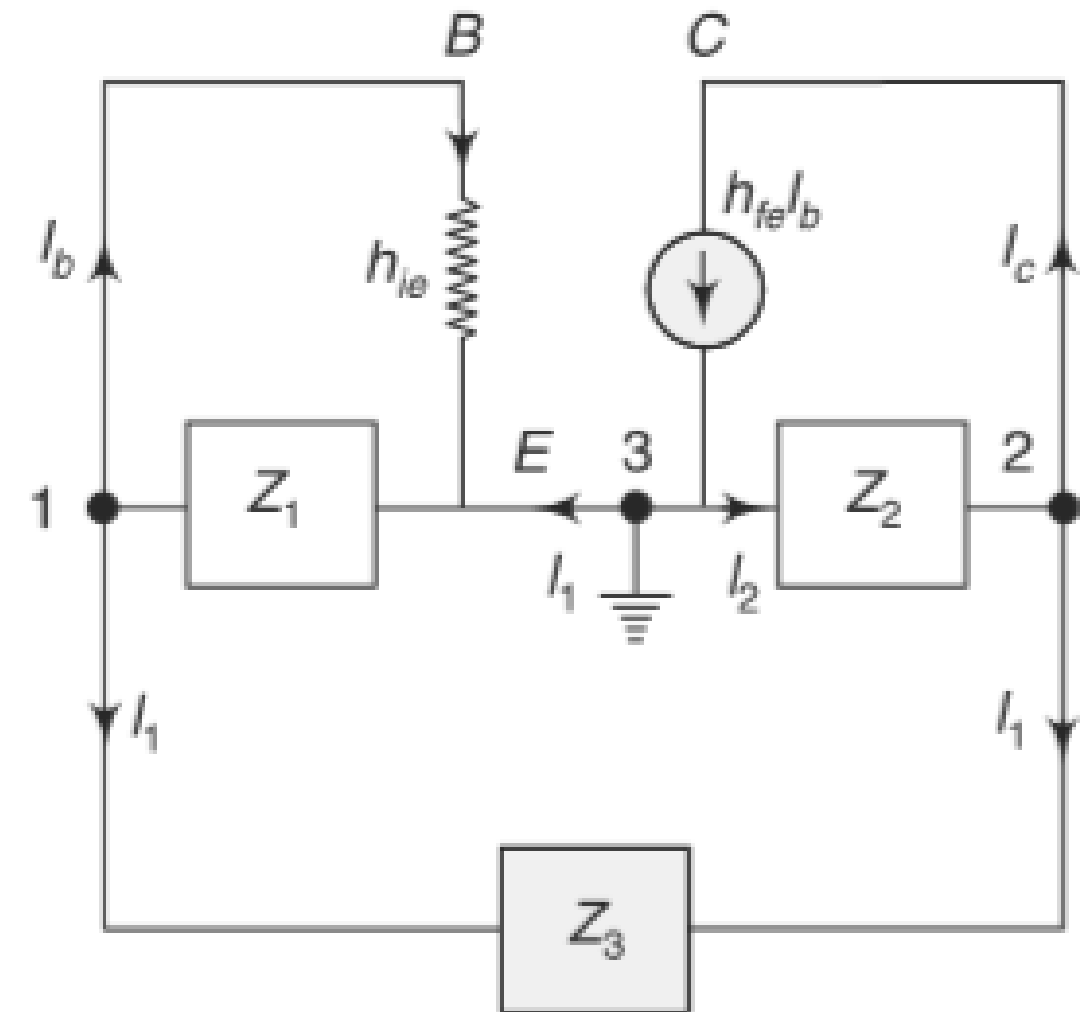 B C
h_fe I_b
I_b h_ie I_c
1 Z_1 E 3 Z_2 2
I_1 I_2
I_1 I_1
Z_3